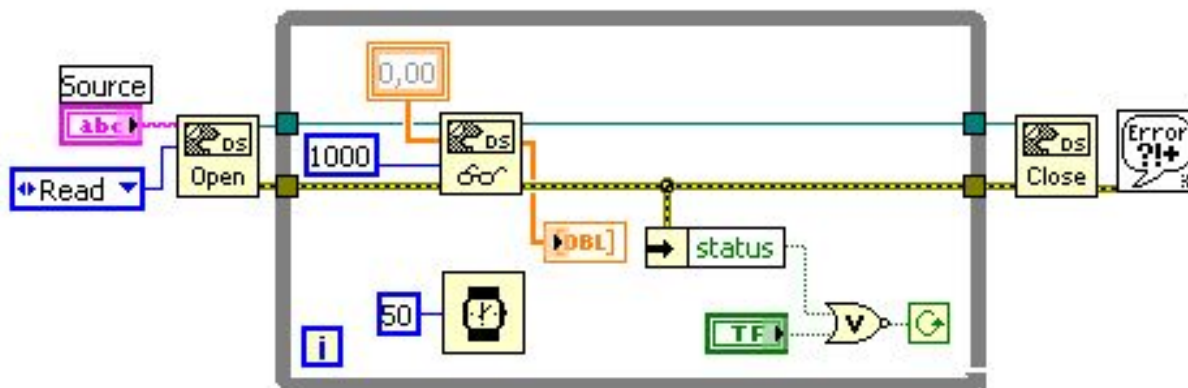 Source
abc
Read
DS
Open
0,00
1000
DS
[DBL]
status
50
i
TF
V
DS
Close
Error
?!+